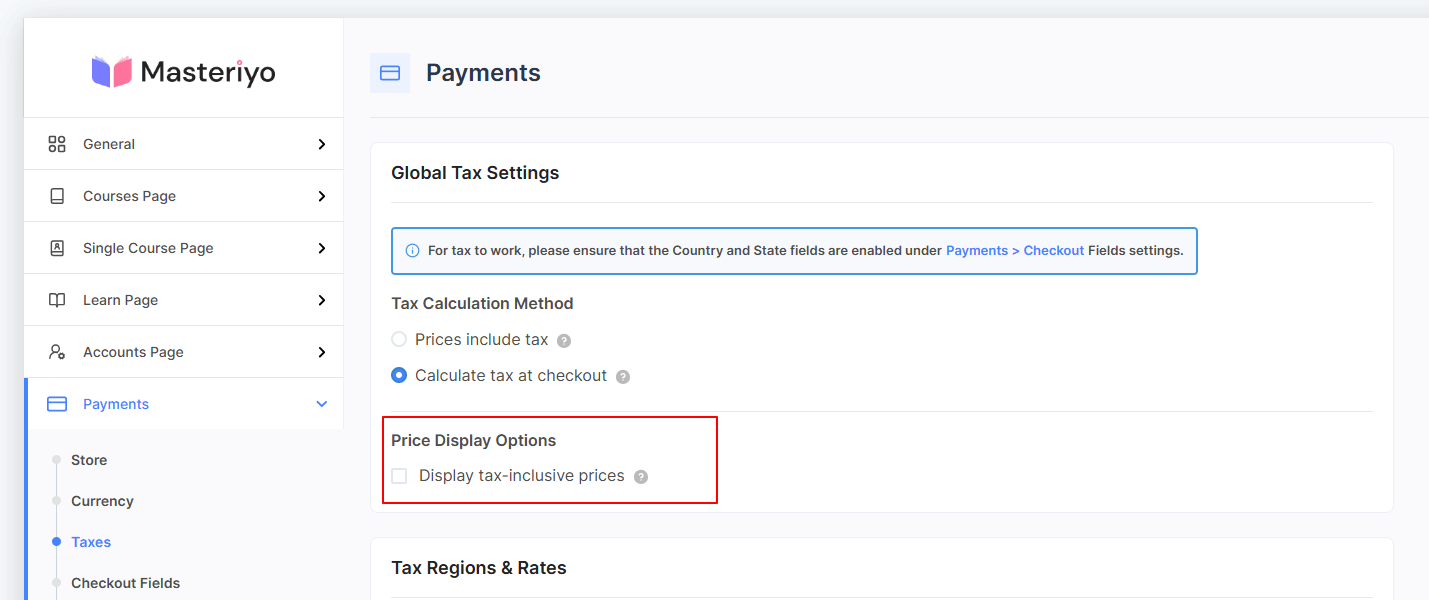 Masteriyo
Payments
General
Courses Page
Single Course Page
Learn Page
Accounts Page
Payments
Store
Currency
Taxes
Checkout Fields
Global Tax Settings
For tax to work, please ensure that the Country and State fields are enabled under Payments > Checkout Fields settings.
Tax Calculation Method
Prices include tax ?
Calculate tax at checkout ?
Price Display Options
Display tax-inclusive prices ?
Tax Regions & Rates